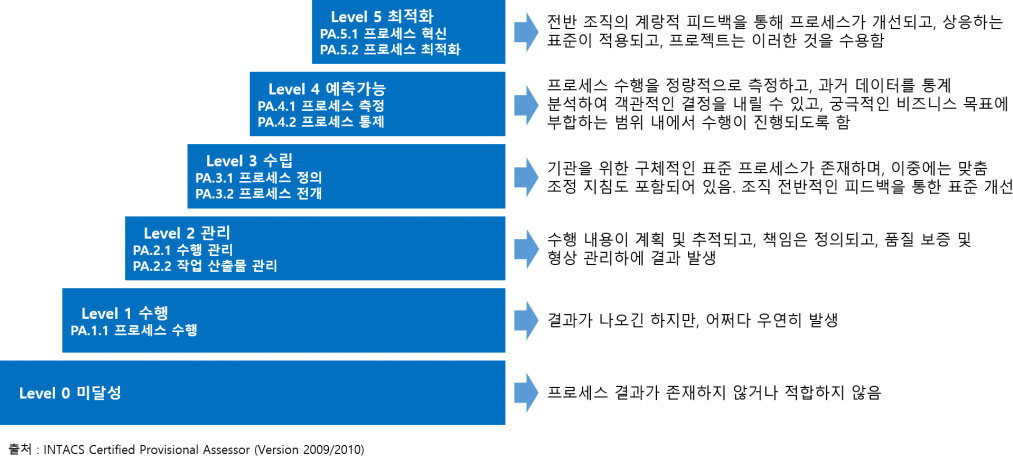 Level 5 최적화
PA.5.1 프로세스 혁신
PA.5.2 프로세스 최적화
전반 조직의 계량적 피드백을 통해 프로세스가 개선되고, 상응하는
표준이 적용되고, 프로젝트는 이러한 것을 수용함
Level 4 예측가능
PA.4.1 프로세스 측정
PA.4.2 프로세스 통제
프로세스 수행을 정량적으로 측정하고, 과거 데이터를 통계
분석하여 객관적인 결정을 내릴 수 있고, 궁극적인 비즈니스 목표에
부합하는 범위 내에서 수행이 진행되도록 함
Level 3 수립
PA.3.1 프로세스 정의
PA.3.2 프로세스 전개
기관을 위한 구체적인 표준 프로세스가 존재하며, 이중에는 맞춤
조정 지침도 포함되어 있음. 조직 전반적인 피드백을 통한 표준 개선
Level 2 관리
PA.2.1 수행 관리
PA.2.2 작업 산출물 관리
수행 내용이 계획 및 추적되고, 책임은 정의되고, 품질 보증 및
형상 관리하에 결과 발생
Level 1 수행
PA.1.1 프로세스 수행
결과가 나오긴 하지만, 어쩌다 우연히 발생
Level 0 미달성
프로세스 결과가 존재하지 않거나 적합하지 않음
출처 : INTACS Certified Provisional Assessor (Version 2009/2010)